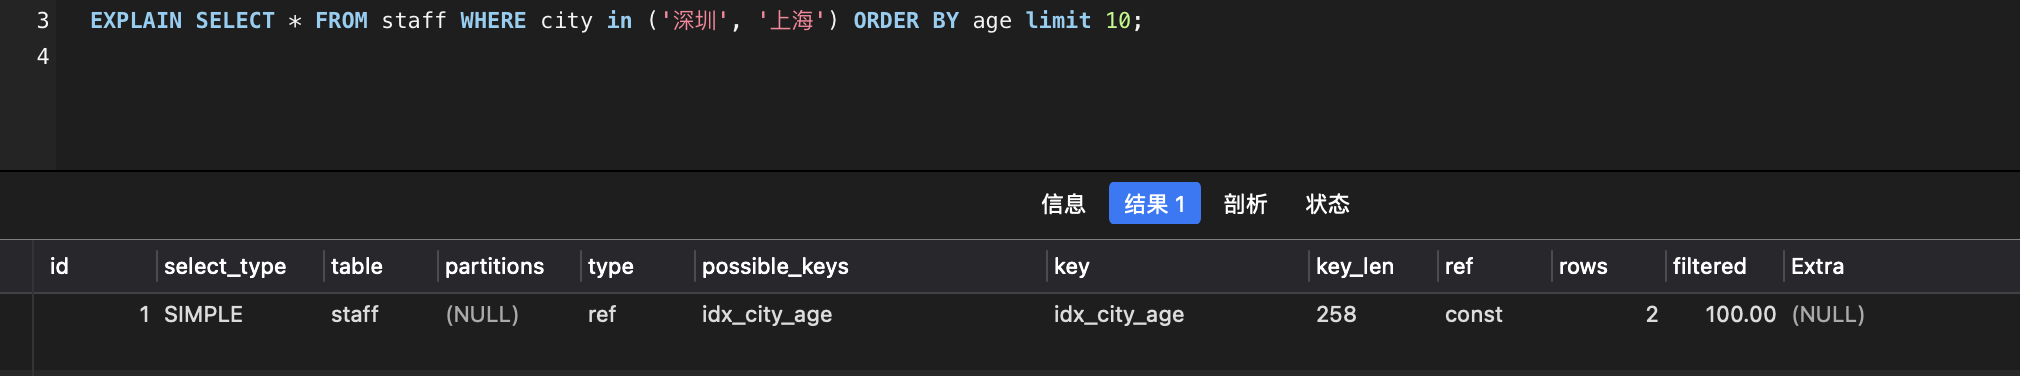 3 EXPLAIN SELECT * FROM staff WHERE city in ('深圳', '上海') ORDER BY age limit 10;
4
信息 结果 1 剖析 状态
id select_type table partitions type possible_keys key key_len ref rows filtered Extra
1 SIMPLE staff (NULL) ref idx_city_age idx_city_age 258 const 2 100.00 (NULL)